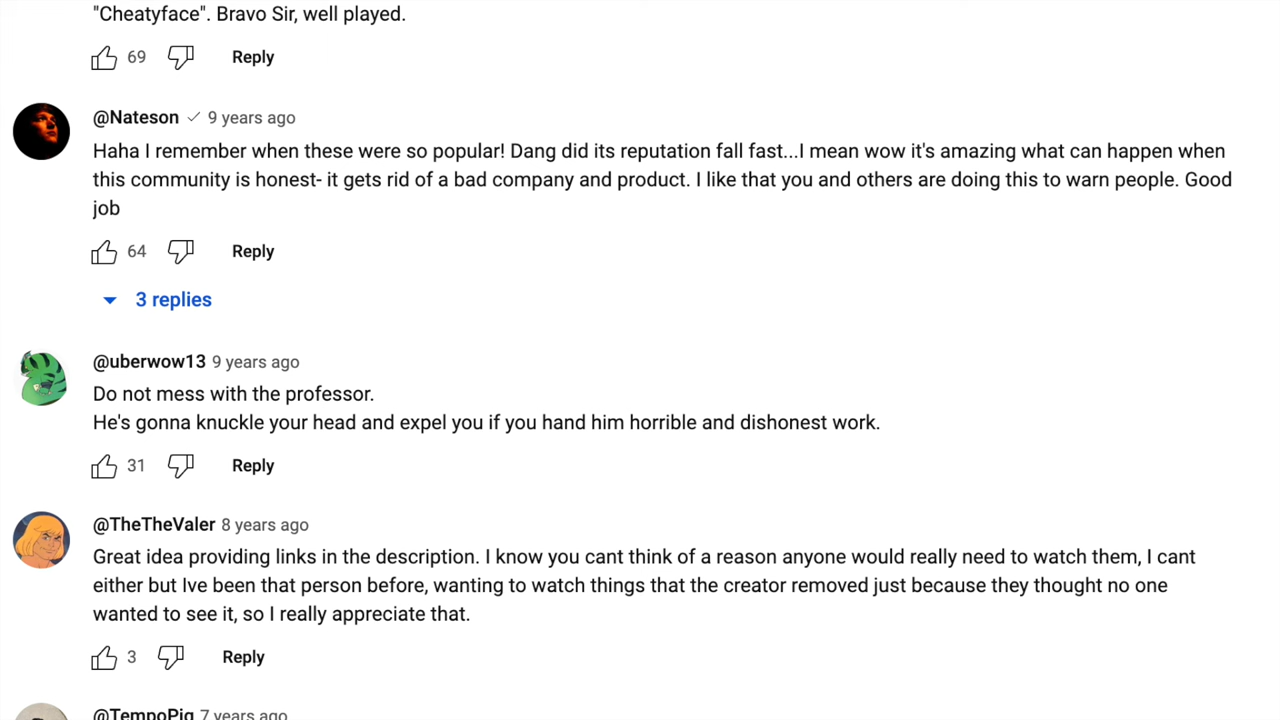 "Cheatyface". Bravo Sir, well played.
69 Reply
@Nateson 9 years ago
Haha I remember when these were so popular! Dang did its reputation fall fast...I mean wow it's amazing what can happen when
this community is honest- it gets rid of a bad company and product. I like that you and others are doing this to warn people. Good
job
64 Reply
3 replies
@uberwow13 9 years ago
Do not mess with the professor.
He's gonna knuckle your head and expel you if you hand him horrible and dishonest work.
31 Reply
@TheTheValer 8 years ago
Great idea providing links in the description. I know you cant think of a reason anyone would really need to watch them, I cant
either but Ive been that person before, wanting to watch things that the creator removed just because they thought no one
wanted to see it, so I really appreciate that.
3 Reply
@TempoPig 7 years ago